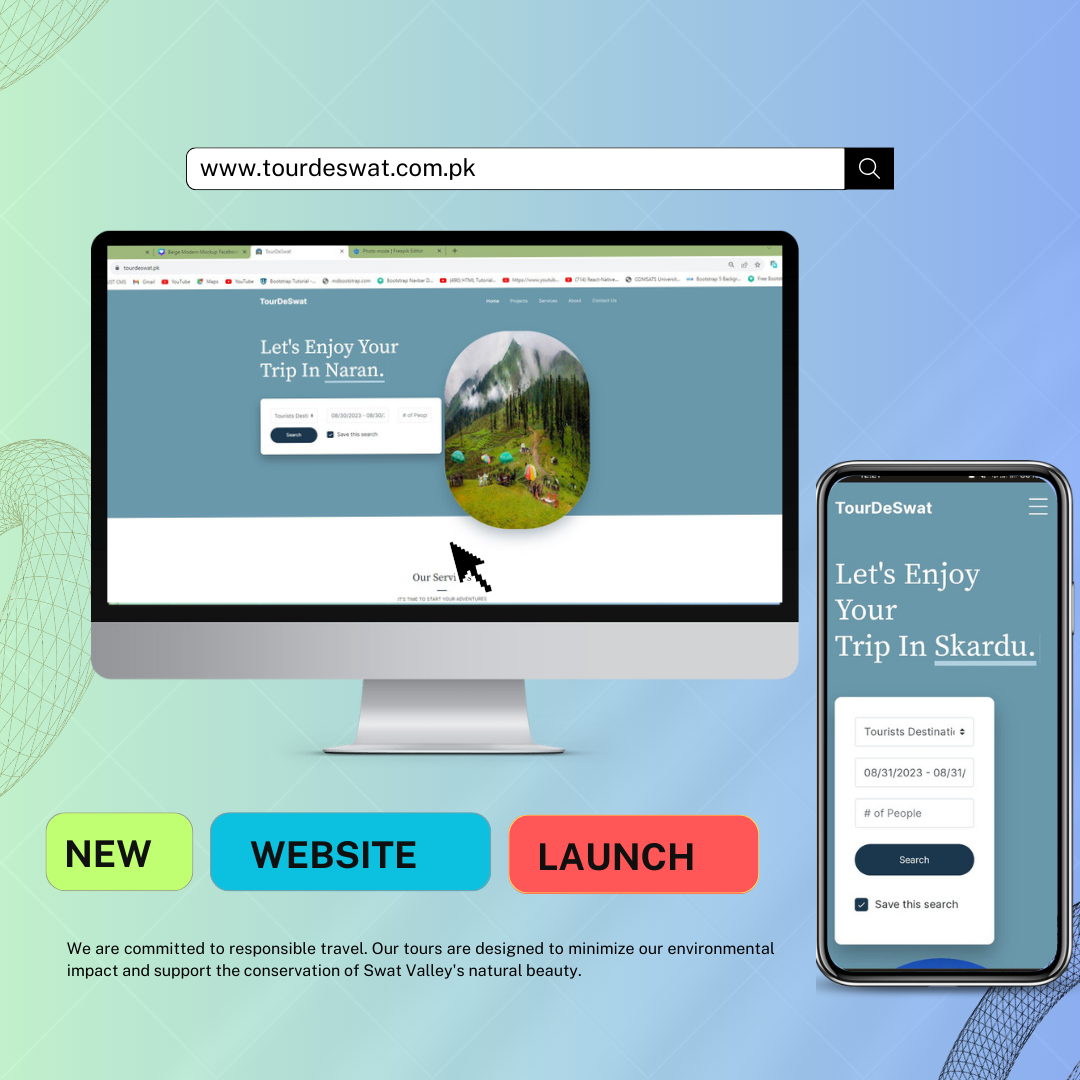 www.tourdeswat.com.pk
Beige Modern Mockup Facebook
TourDeSwat
Photo mode | Freepik Editor
tourdeswat.pk
Gmail YouTube Maps YouTube Bootstrap Tutorial -... mdbootstrap.com Bootstrap Navbar D... (490) HTML Tutorial... https://www.youtub... (714) React-Native... COMSATS Universit... Bootstrap 5 Backgr...
TourDeSwat
Home Projects Services About Contact Us
Let's Enjoy Your
Trip In Naran.
Tourists Desti 08/30/2023 - 08/30/: # of Peop
Search Save this search
Our Servi
IT'S TIME TO START YOUR ADVENTURES
TourDeSwat
Let's Enjoy
Your
Trip In Skardu.
Tourists Destinati
08/31/2023 - 08/31/
# of People
Search
Save this search
NEW WEBSITE LAUNCH
We are committed to responsible travel. Our tours are designed to minimize our environmental
impact and support the conservation of Swat Valley's natural beauty.